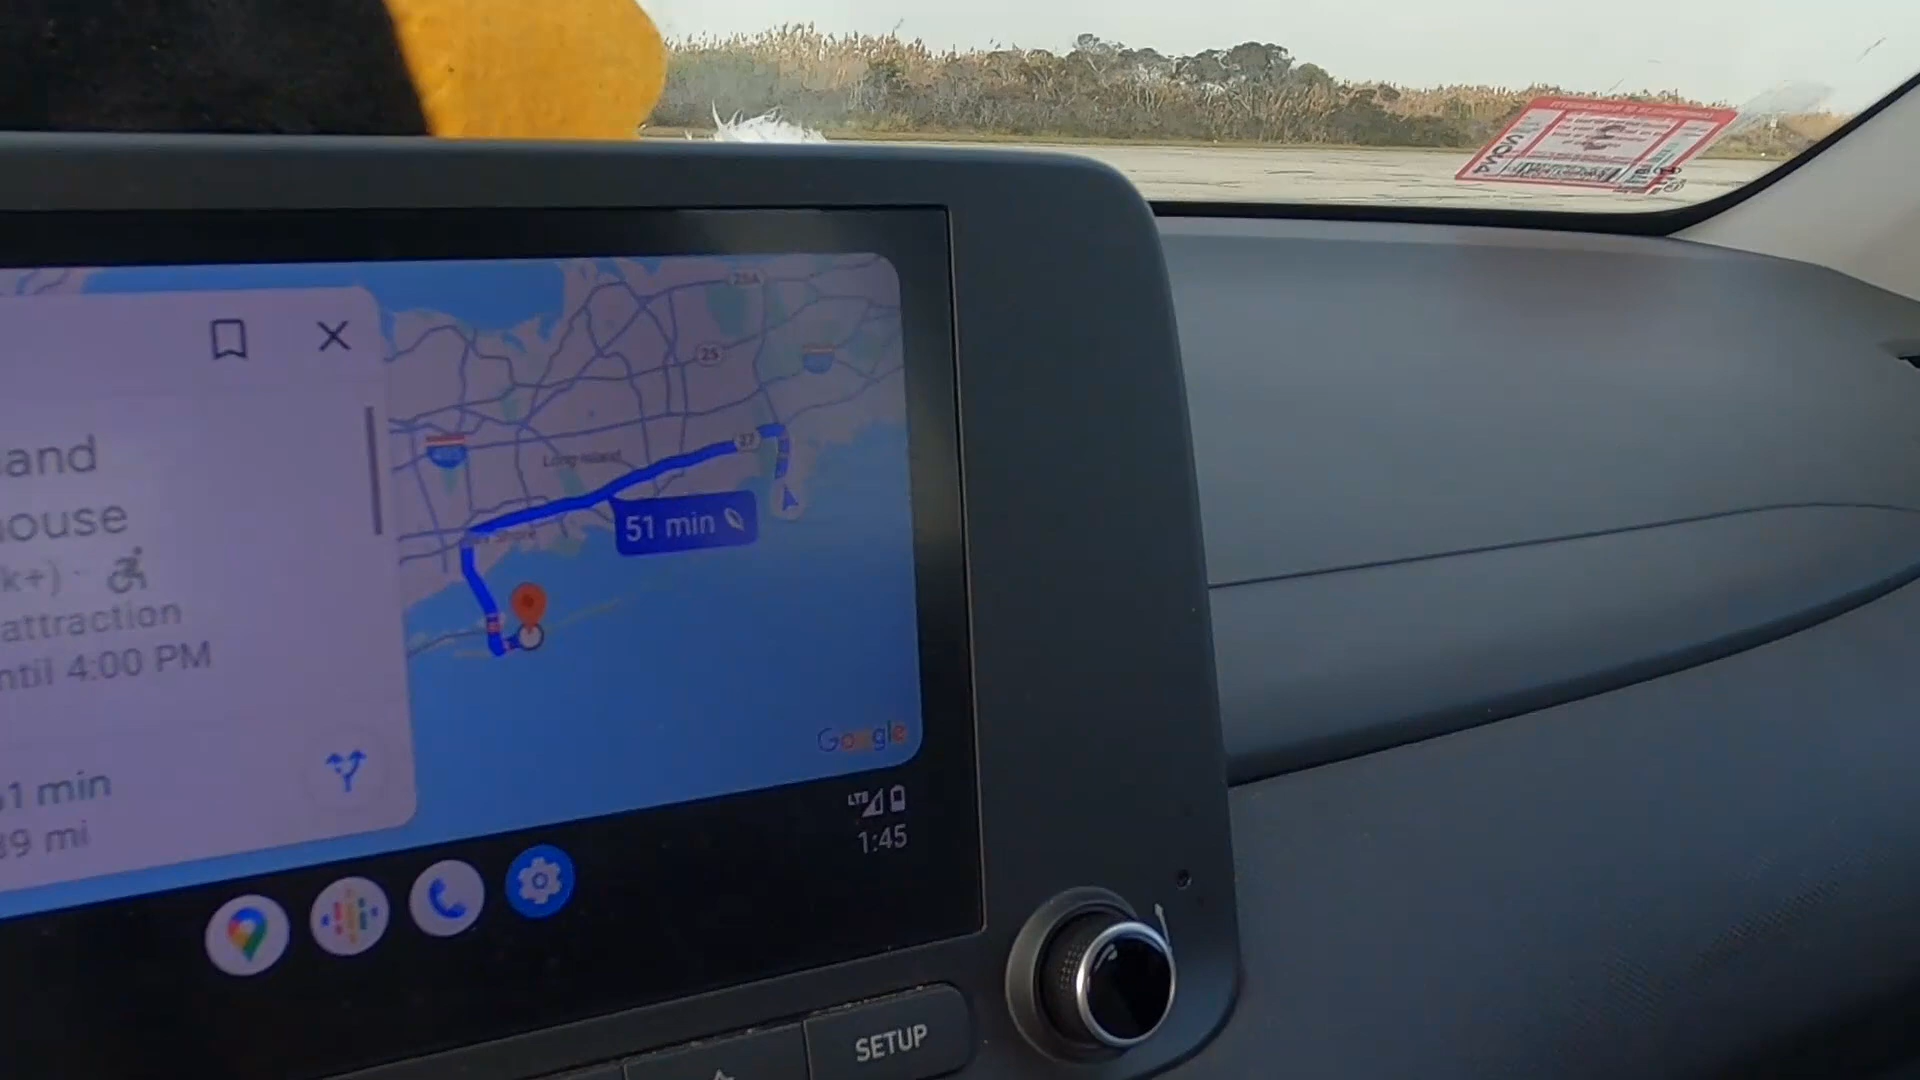 and
ouse
k+) ·
attraction
ntil 4:00 PM
1 min
39 mi
25A
25
495
Long Island
27
51 min
Google
LTE
1:45
SETUP